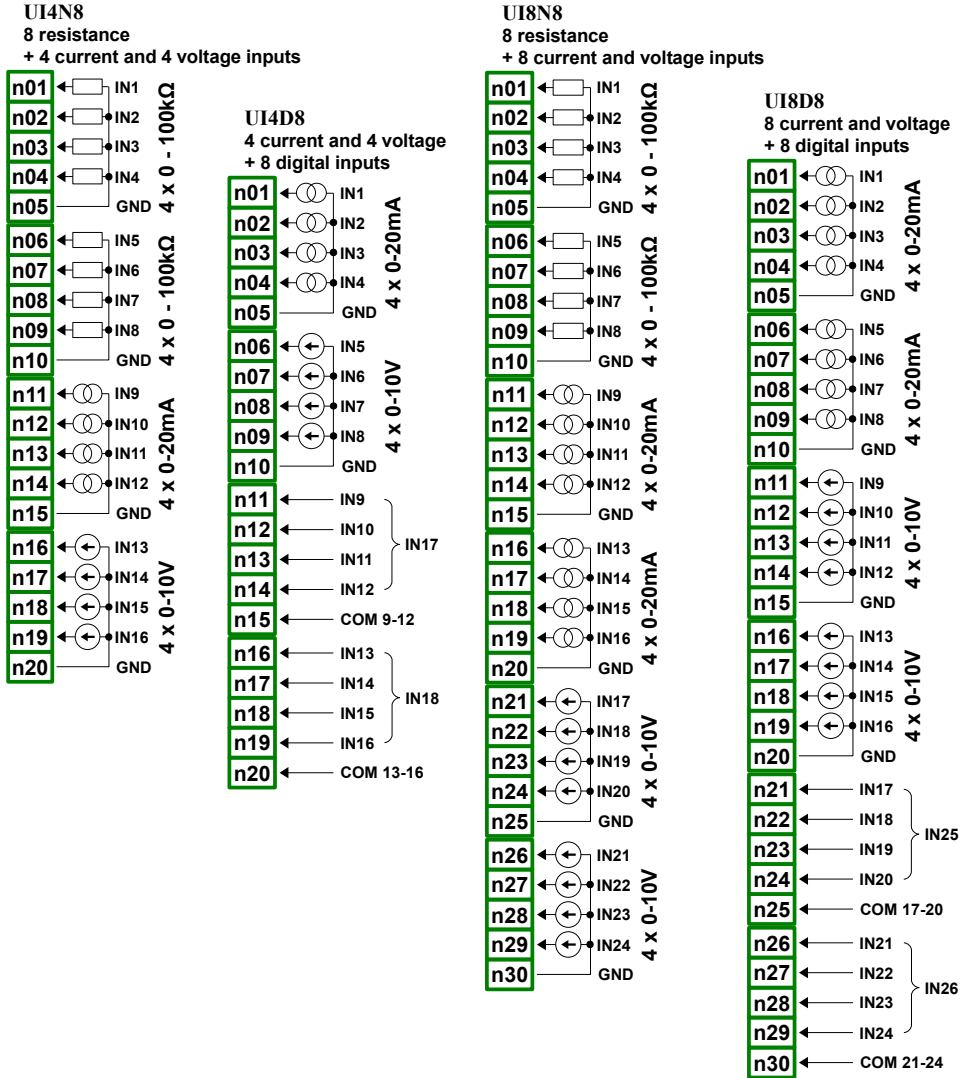 UI4N8
8 resistance
+ 4 current and 4 voltage inputs
n01 IN1
n02 IN2
n03 IN3
n04 IN4
n05 GND
4 x 0 - 100kΩ
n06 IN5
n07 IN6
n08 IN7
n09 IN8
n10 GND
4 x 0 - 100kΩ
n11 IN9
n12 IN10
n13 IN11
n14 IN12
n15 GND
4 x 0-20mA
n16 IN13
n17 IN14
n18 IN15
n19 IN16
n20 GND
4 x 0-10V
UI4D8
4 current and 4 voltage
+ 8 digital inputs
n01 IN1
n02 IN2
n03 IN3
n04 IN4
n05 GND
4 x 0-20mA
n06 IN5
n07 IN6
n08 IN7
n09 IN8
n10 GND
4 x 0-10V
n11 IN9
n12 IN10
n13 IN11
n14 IN12
IN17
n15 COM 9-12
n16 IN13
n17 IN14
n18 IN15
n19 IN16
IN18
n20 COM 13-16
UI8N8
8 resistance
+ 8 current and voltage inputs
n01 IN1
n02 IN2
n03 IN3
n04 IN4
n05 GND
4 x 0 - 100kΩ
n06 IN5
n07 IN6
n08 IN7
n09 IN8
n10 GND
4 x 0 - 100kΩ
n11 IN9
n12 IN10
n13 IN11
n14 IN12
n15 GND
4 x 0-20mA
n16 IN13
n17 IN14
n18 IN15
n19 IN16
n20 GND
4 x 0-20mA
n21 IN17
n22 IN18
n23 IN19
n24 IN20
n25 GND
4 x 0-10V
n26 IN21
n27 IN22
n28 IN23
n29 IN24
n30 GND
4 x 0-10V
UI8D8
8 current and voltage
+ 8 digital inputs
n01 IN1
n02 IN2
n03 IN3
n04 IN4
n05 GND
4 x 0-20mA
n06 IN5
n07 IN6
n08 IN7
n09 IN8
n10 GND
4 x 0-20mA
n11 IN9
n12 IN10
n13 IN11
n14 IN12
n15 GND
4 x 0-10V
n16 IN13
n17 IN14
n18 IN15
n19 IN16
n20 GND
4 x 0-10V
n21 IN17
n22 IN18
n23 IN19
n24 IN20
IN25
n25 COM 17-20
n26 IN21
n27 IN22
n28 IN23
n29 IN24
IN26
n30 COM 21-24